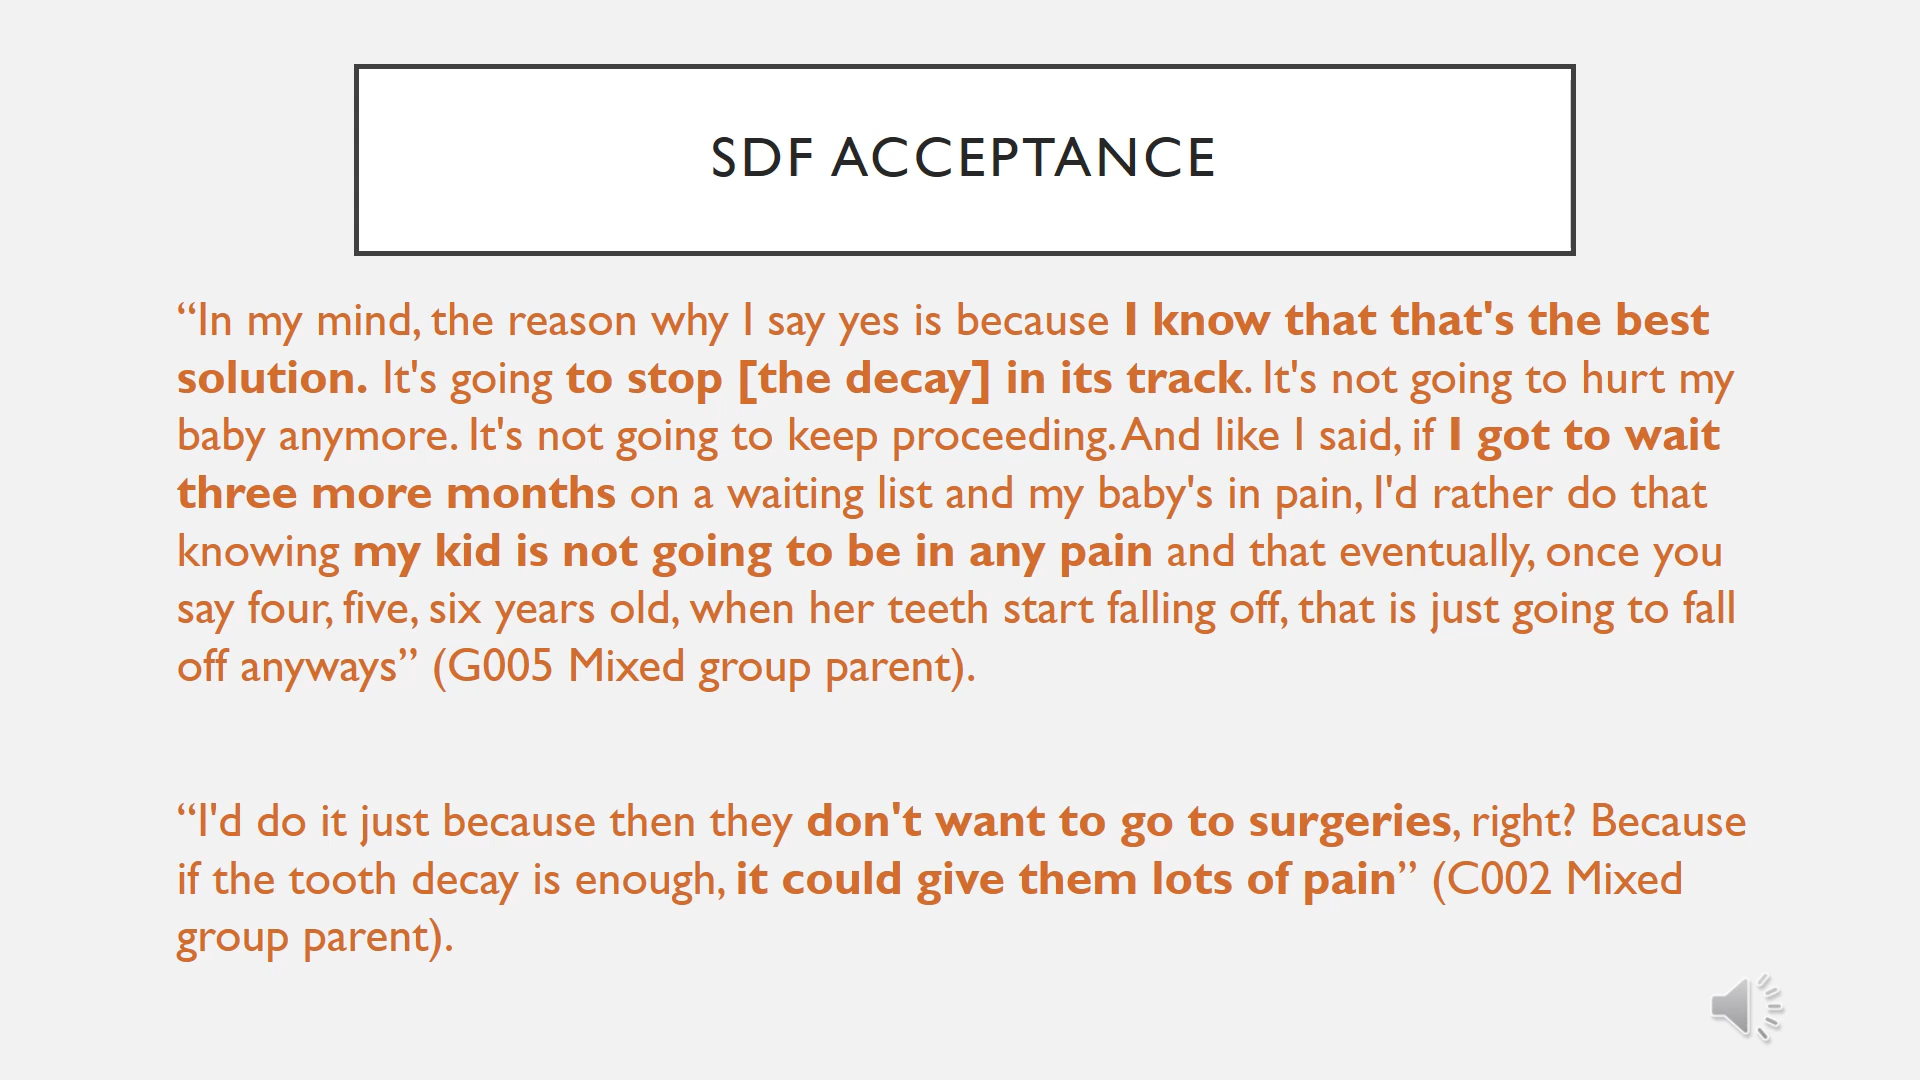 SDF ACCEPTANCE
“In my mind, the reason why I say yes is because I know that that's the best
solution. It's going to stop [the decay] in its track. It's not going to hurt my
baby anymore. It's not going to keep proceeding. And like I said, if I got to wait
three more months on a waiting list and my baby's in pain, I'd rather do that
knowing my kid is not going to be in any pain and that eventually, once you
say four, five, six years old, when her teeth start falling off, that is just going to fall
off anyways” (G005 Mixed group parent).
“I'd do it just because then they don't want to go to surgeries, right? Because
if the tooth decay is enough, it could give them lots of pain” (C002 Mixed
group parent).